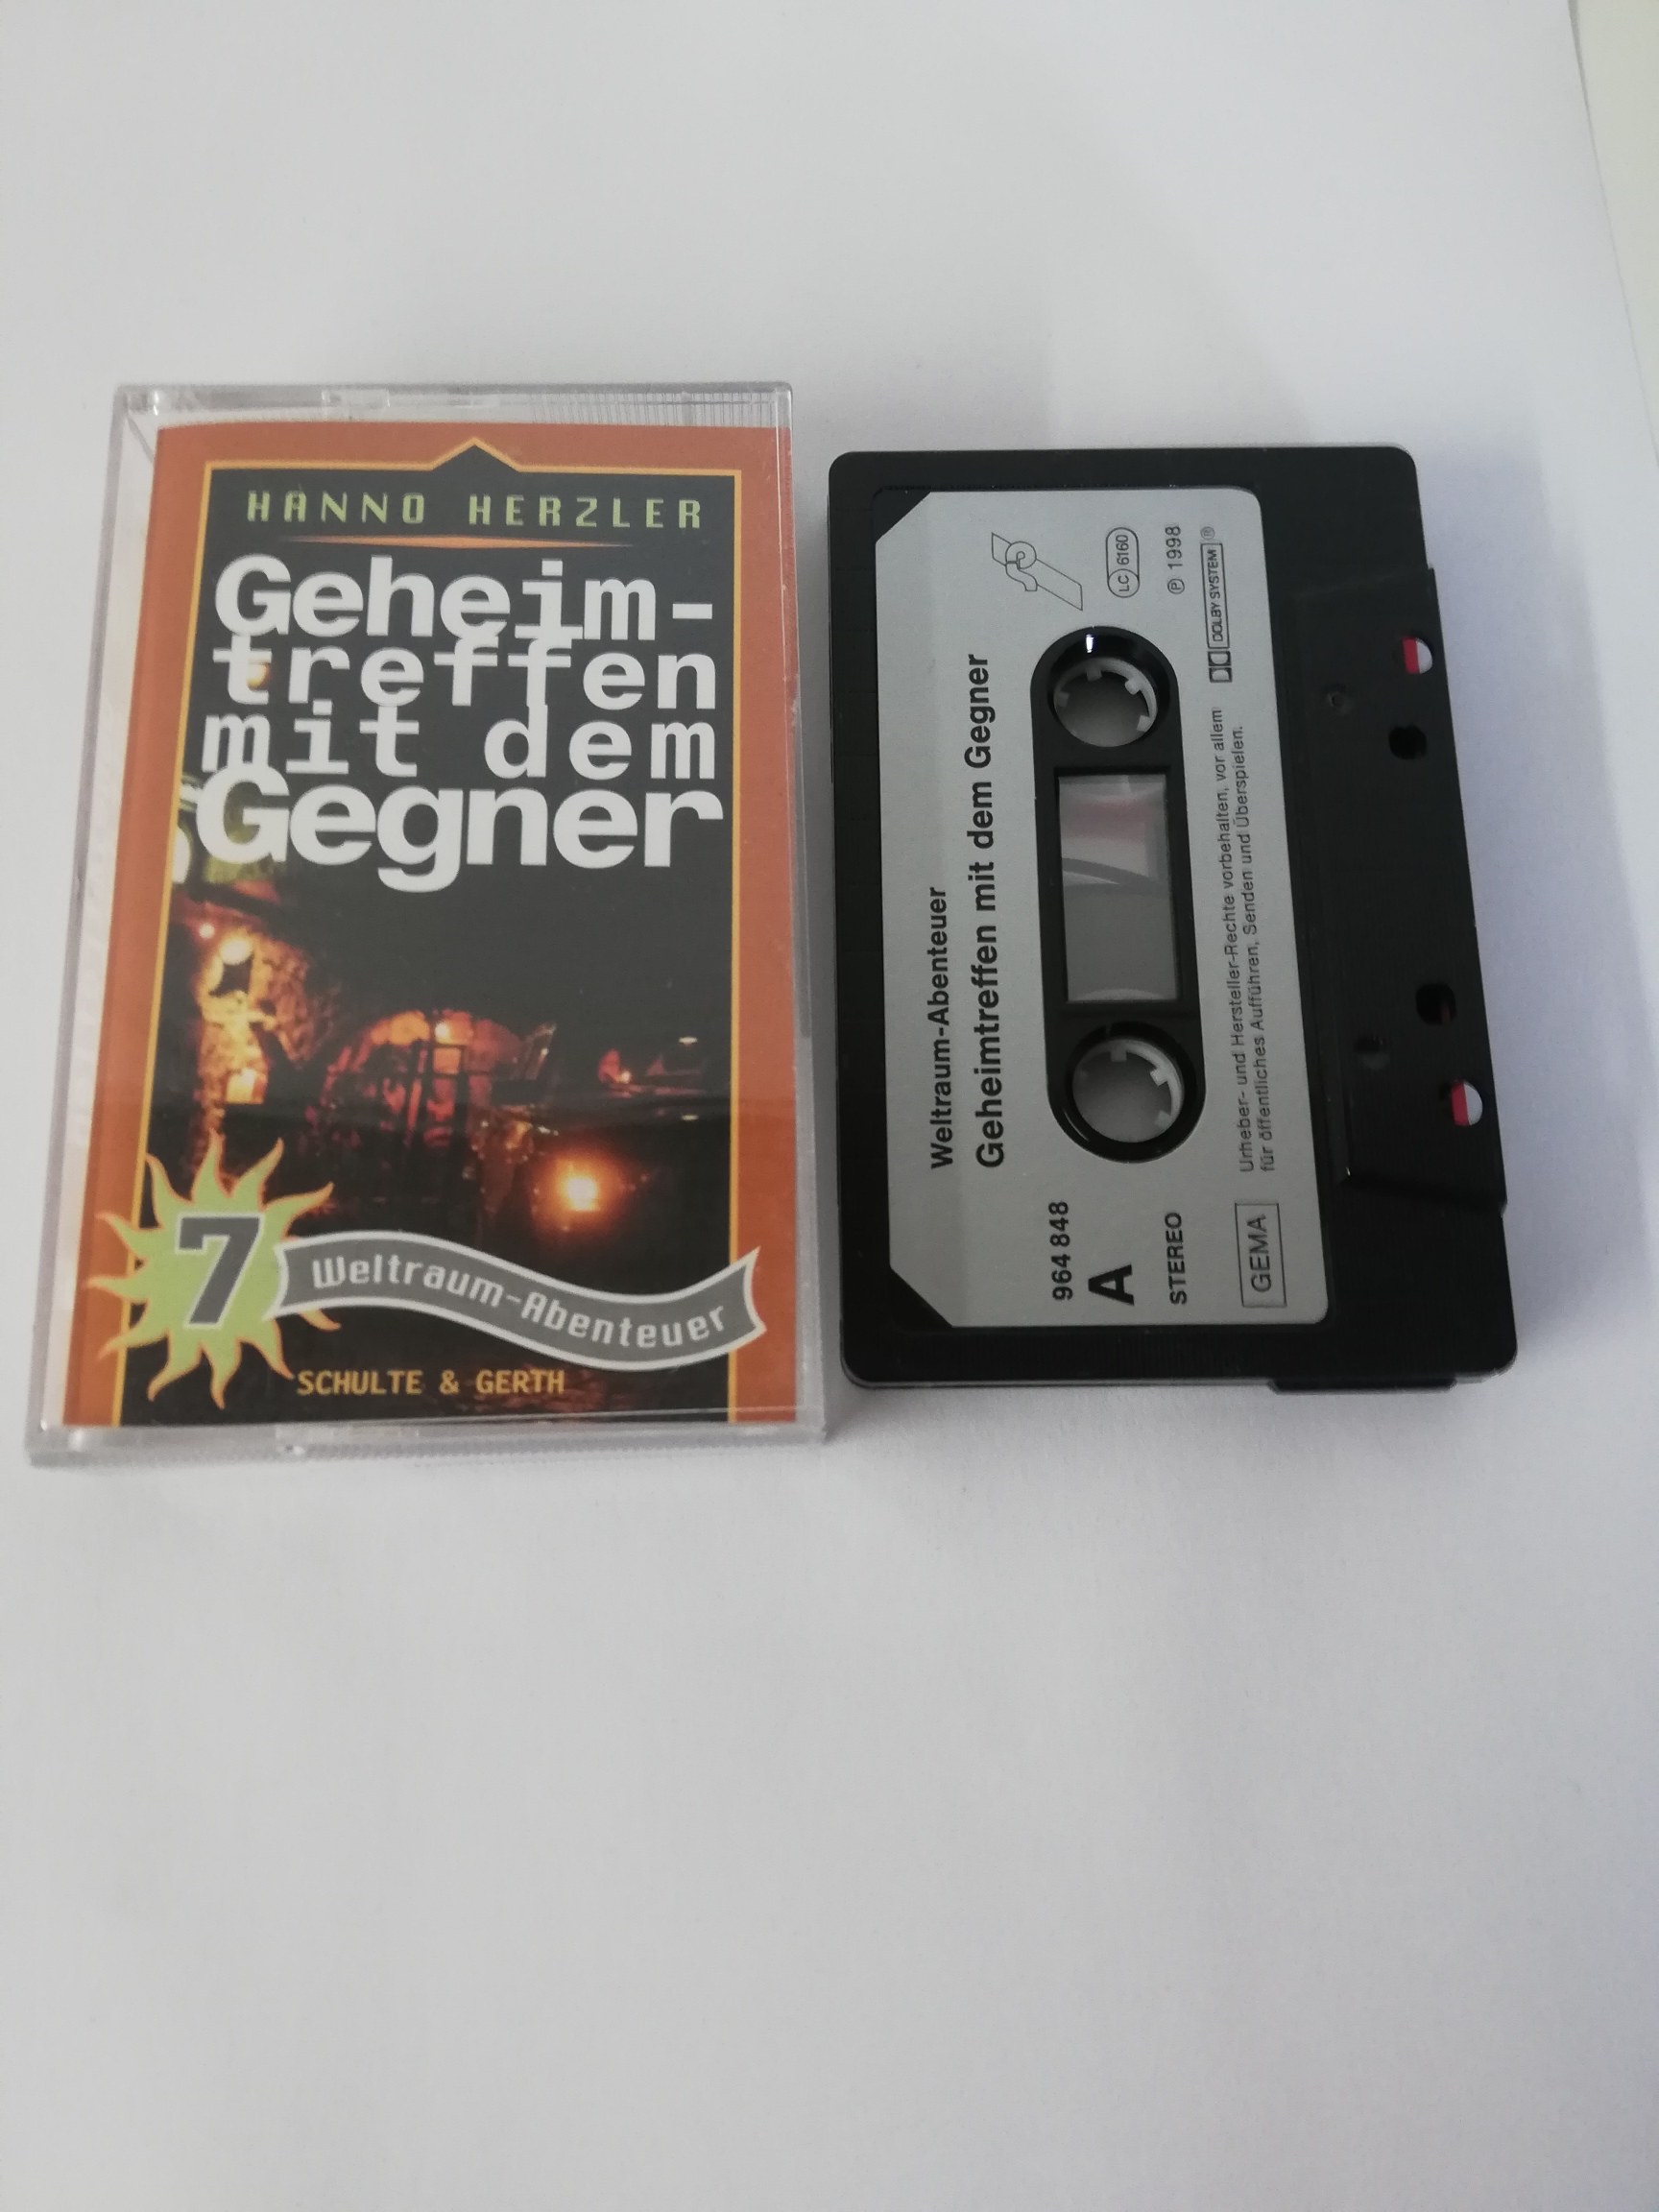 HANNO HERZLER
Geheim-
treffen
mit dem
Gegner
7
Weltraum-Abenteuer
SCHULTE & GERTH
Weltraum-Abenteuer
Geheimtreffen mit dem Gegner
964 848
A
STEREO
LC 6160
℗ 1998
DOLBY SYSTEM ®
GEMA
Urheber- und Hersteller-Rechte vorbehalten, vor allem
für öffentliches Aufführen, Senden und Überspielen.